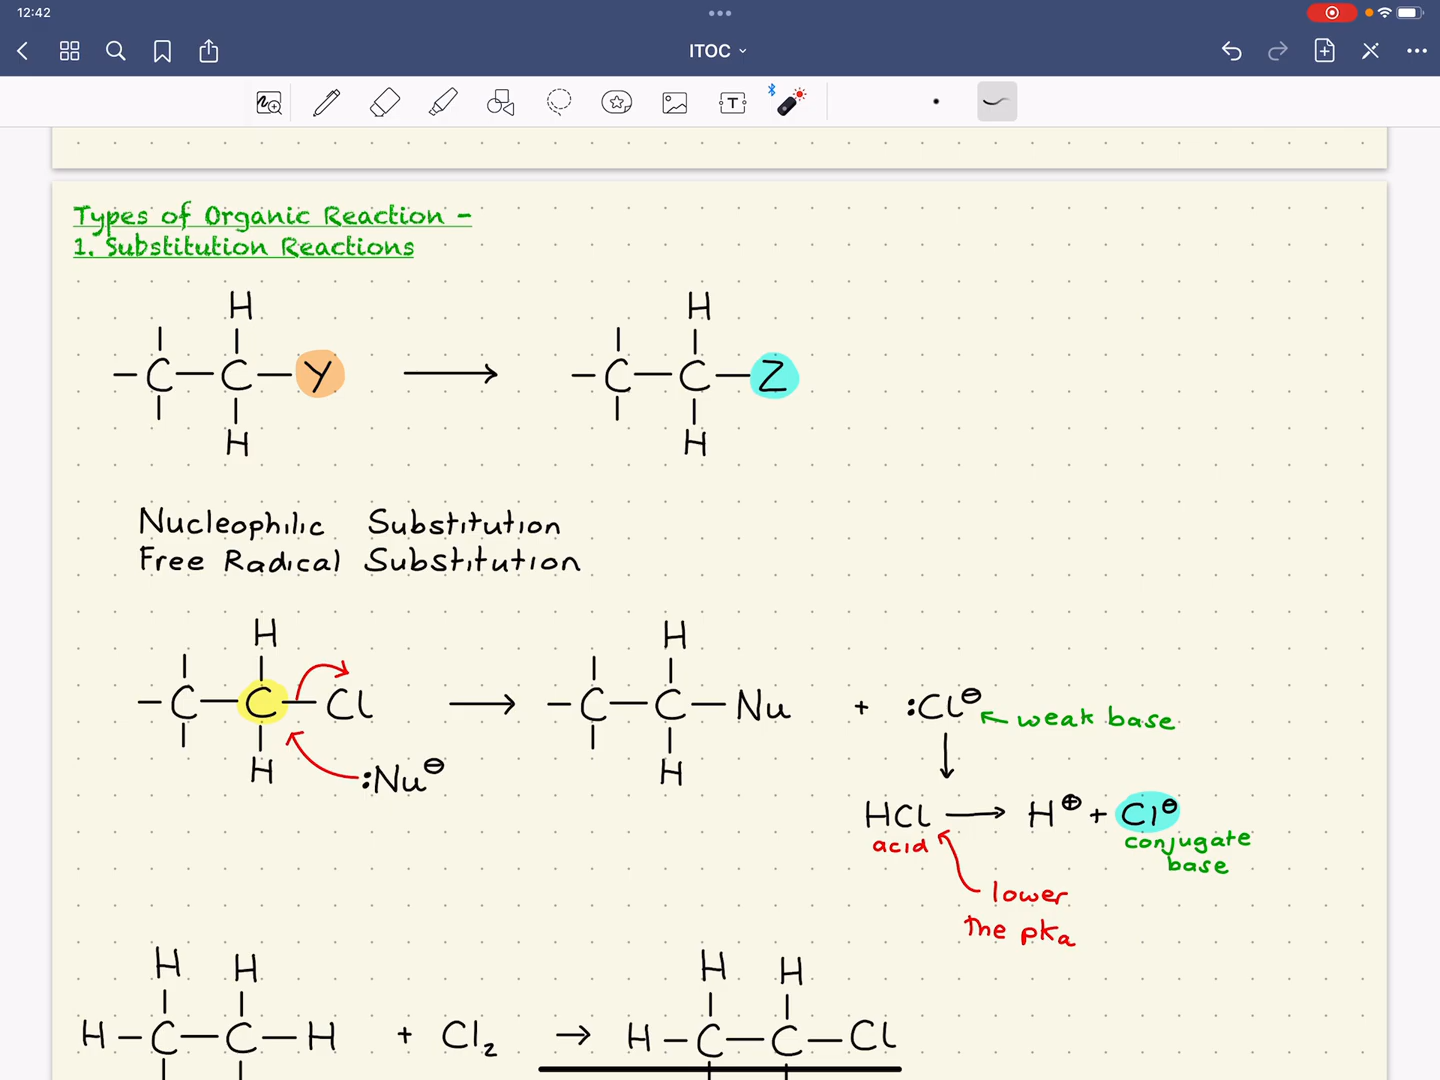 12:42
ITOC
T
Types of Organic Reaction -
1. Substitution Reactions
H H
C C Y → C C Z
H H
Nucleophilic Substitution
Free Radical Substitution
H H
C C Cl → C C Nu + :Cl⊖ weak base
H :Nu⊖ H
HCl → H⊕ + Cl⊖
acid conjugate
base
lower
the pka
H H H H
H-C-C-H + Cl₂ → H-C-C-Cl